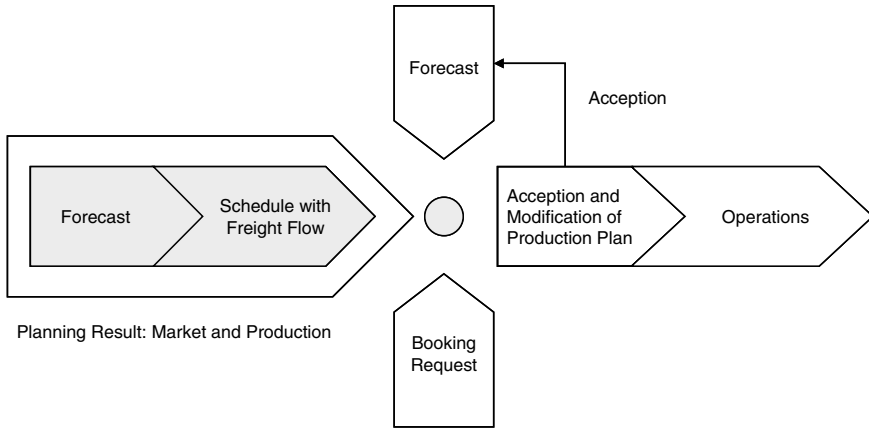 Forecast
Acception
Forecast
Schedule with
Freight Flow
Acception and
Modification of
Production Plan
Operations
Planning Result: Market and Production
Booking
Request